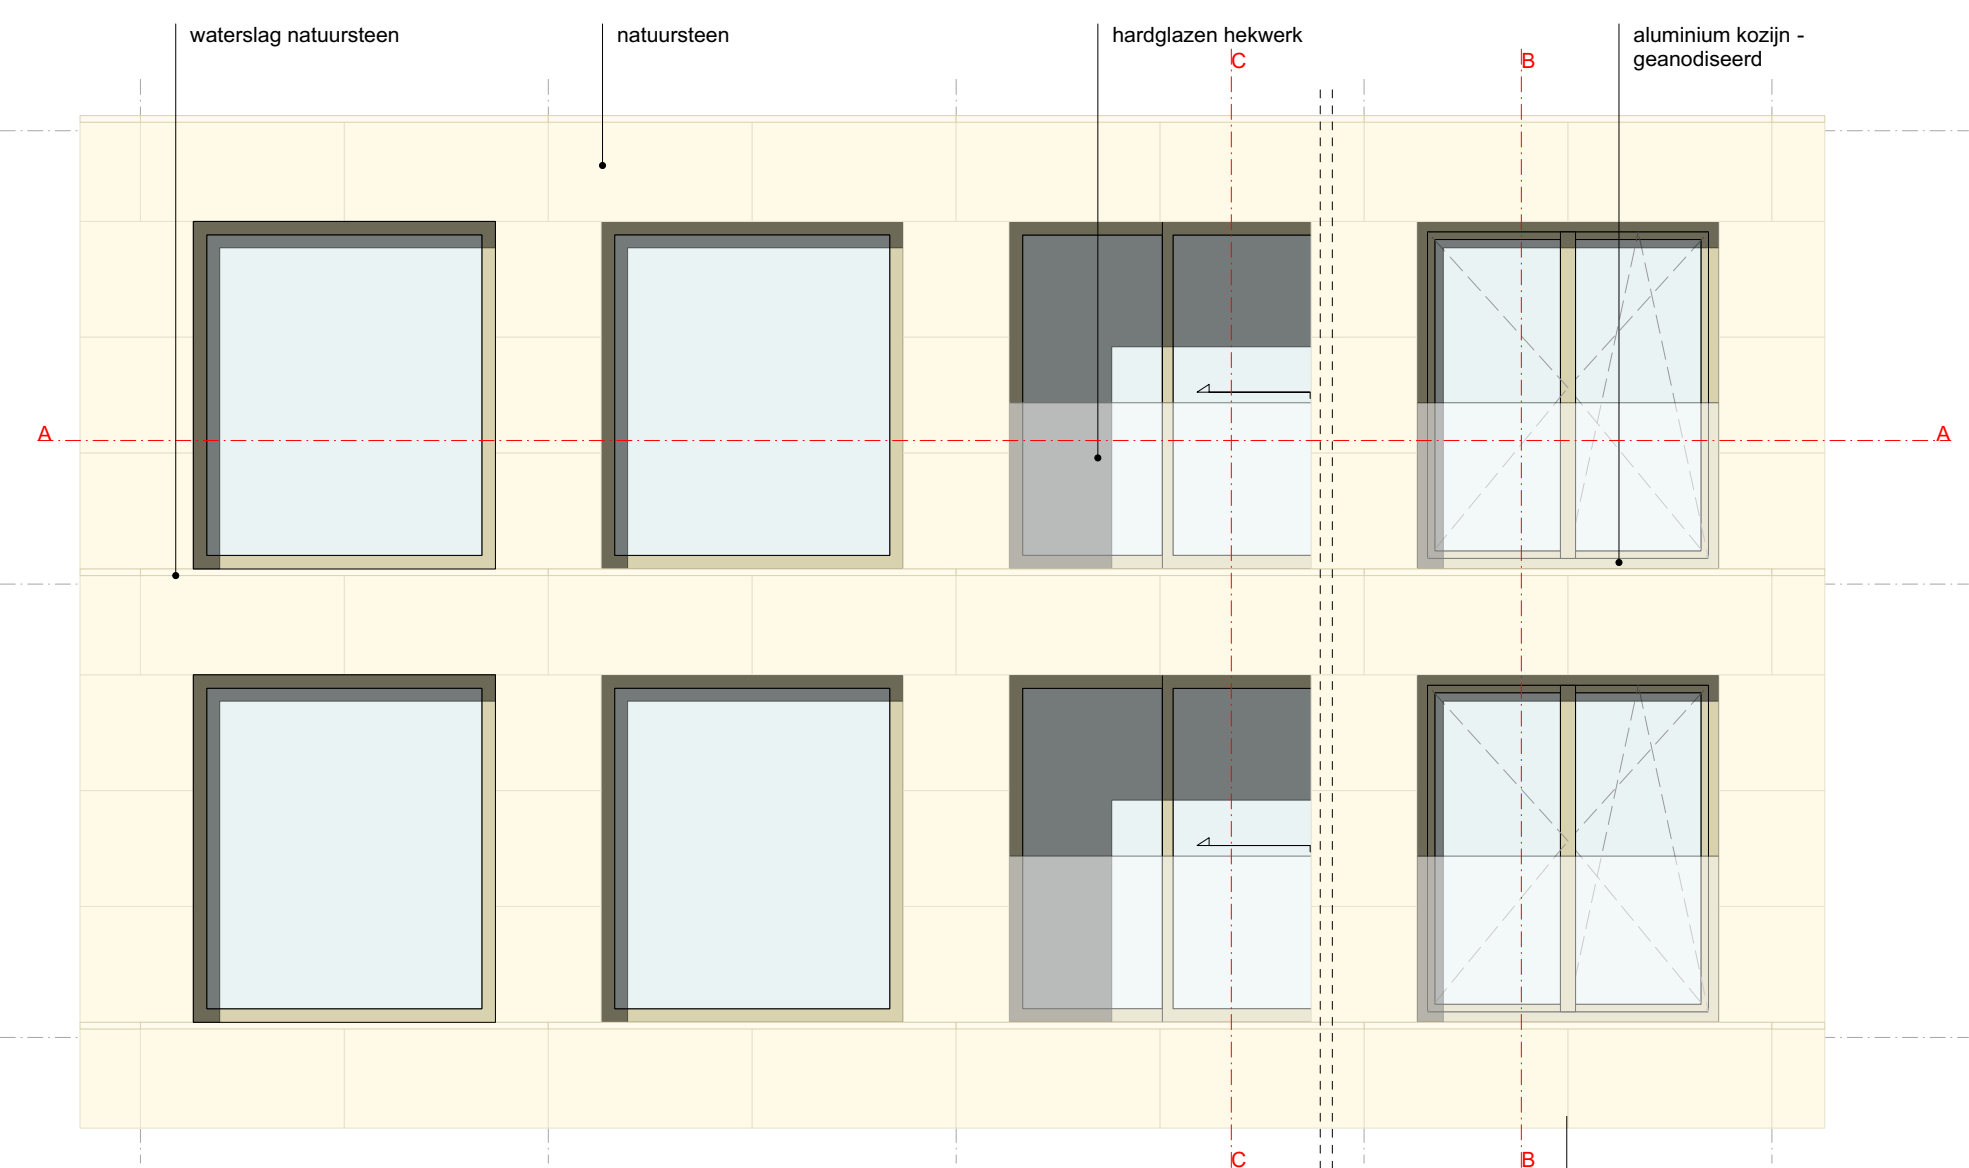 waterslag natuursteen
natuursteen
hardglazen hekwerk
aluminium kozijn -
geanodiseerd
C
B
A
A
C
B